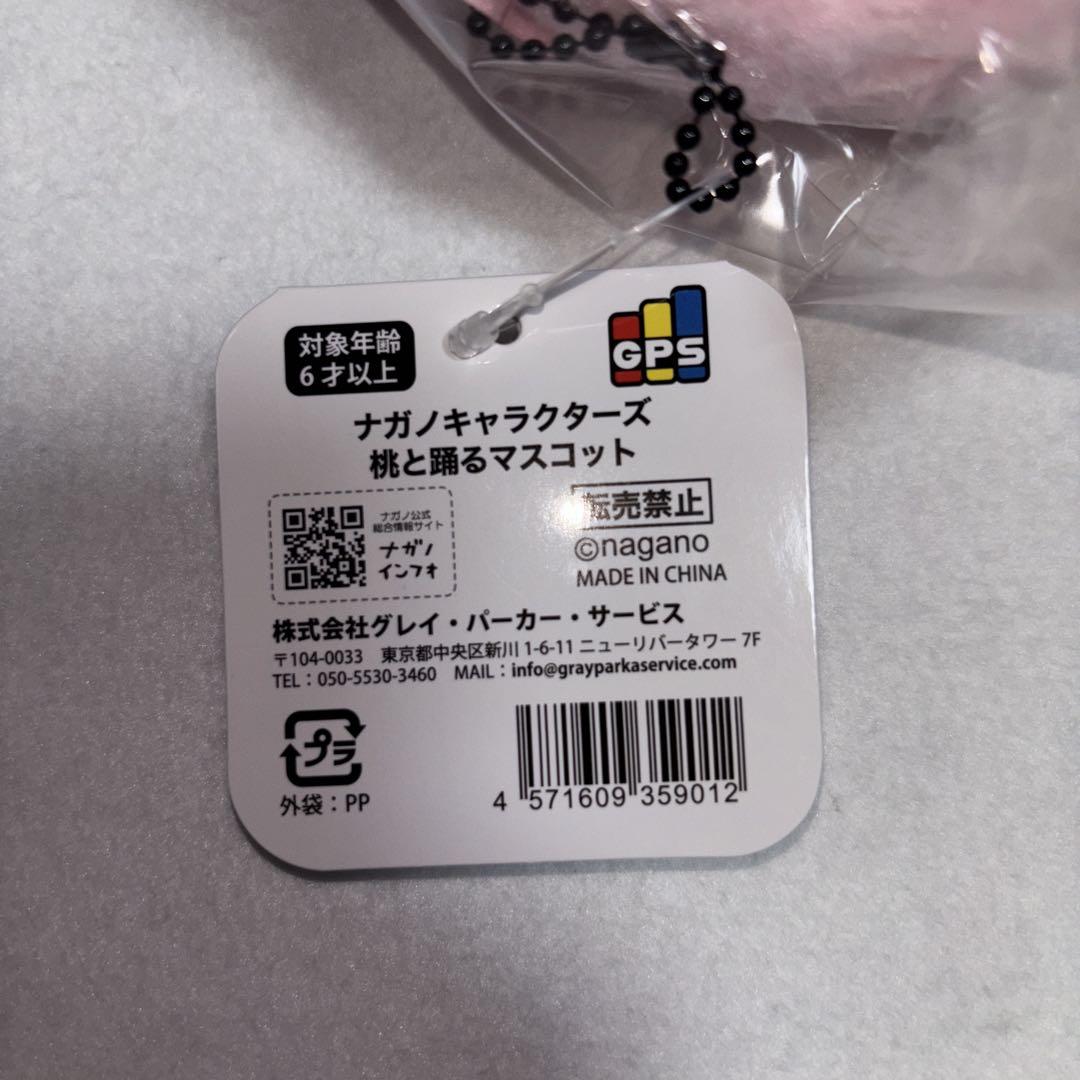 対象年齢
6才以上
GPS
ナガノキャラクターズ
桃と踊るマスコット
ナガノ公式
総合情報サイト
ナガノ
インフォ
転売禁止
©nagano
MADE IN CHINA
株式会社グレイ・パーカー・サービス
〒104-0033 東京都中央区新川 1-6-11 ニューリバータワー 7F
TEL：050-5530-3460 MAIL：info@grayparkaservice.com
プラ
外袋：PP
4 571609 359012